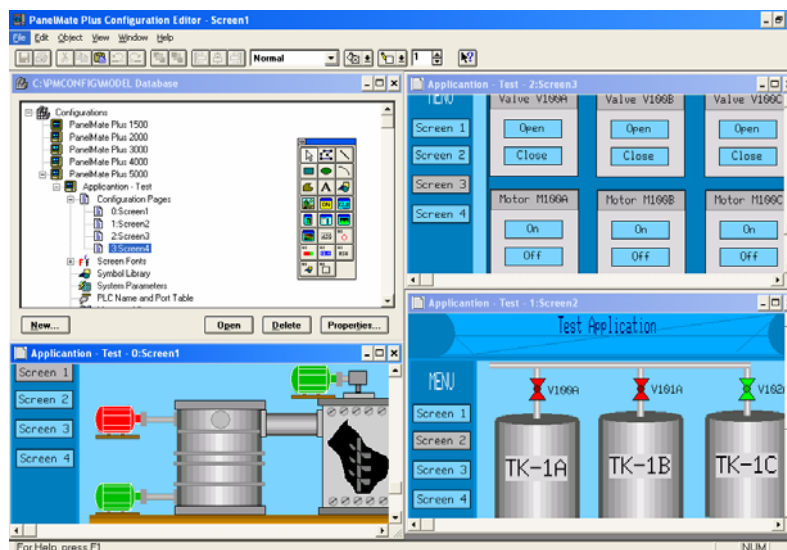 PanelMate Plus Configuration Editor - Screen1
File Edit Object View Window Help
Normal
1
C:\PMCONFIG\MODEL Database
Configurations
PanelMate Plus 1500
PanelMate Plus 2000
PanelMate Plus 3000
PanelMate Plus 4000
PanelMate Plus 5000
Applicantion - Test
Configuration Pages
0:Screen1
1:Screen2
2:Screen3
3:Screen4
Screen Fonts
Symbol Library
System Parameters
PLC Name and Port Table
New... Open Delete Properties...
Applicantion - Test - 2:Screen3
MENU
Screen 1
Screen 2
Screen 3
Screen 4
Valve V100A Valve V100B Valve V100C
Open Open Open
Close Close Close
Motor M100A Motor M100B Motor M100C
On On On
Off Off Off
Applicantion - Test - 0:Screen1
Screen 1
Screen 2
Screen 3
Screen 4
Applicantion - Test - 1:Screen2
Test Application
MENU
Screen 1
Screen 2
Screen 3
Screen 4
V100A V101A V102
TK-1A TK-1B TK-1C
For Help, press F1
NUM